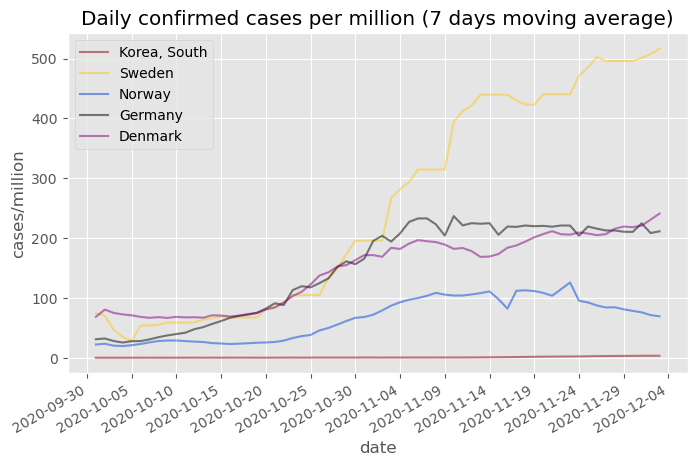 Daily confirmed cases per million (7 days moving average)
Korea, South
Sweden
Norway
Germany
Denmark
500
400
300
200
100
0
cases/million
2020-09-30
2020-10-05
2020-10-10
2020-10-15
2020-10-20
2020-10-25
2020-10-30
2020-11-04
2020-11-09
2020-11-14
2020-11-19
2020-11-24
2020-11-29
2020-12-04
date